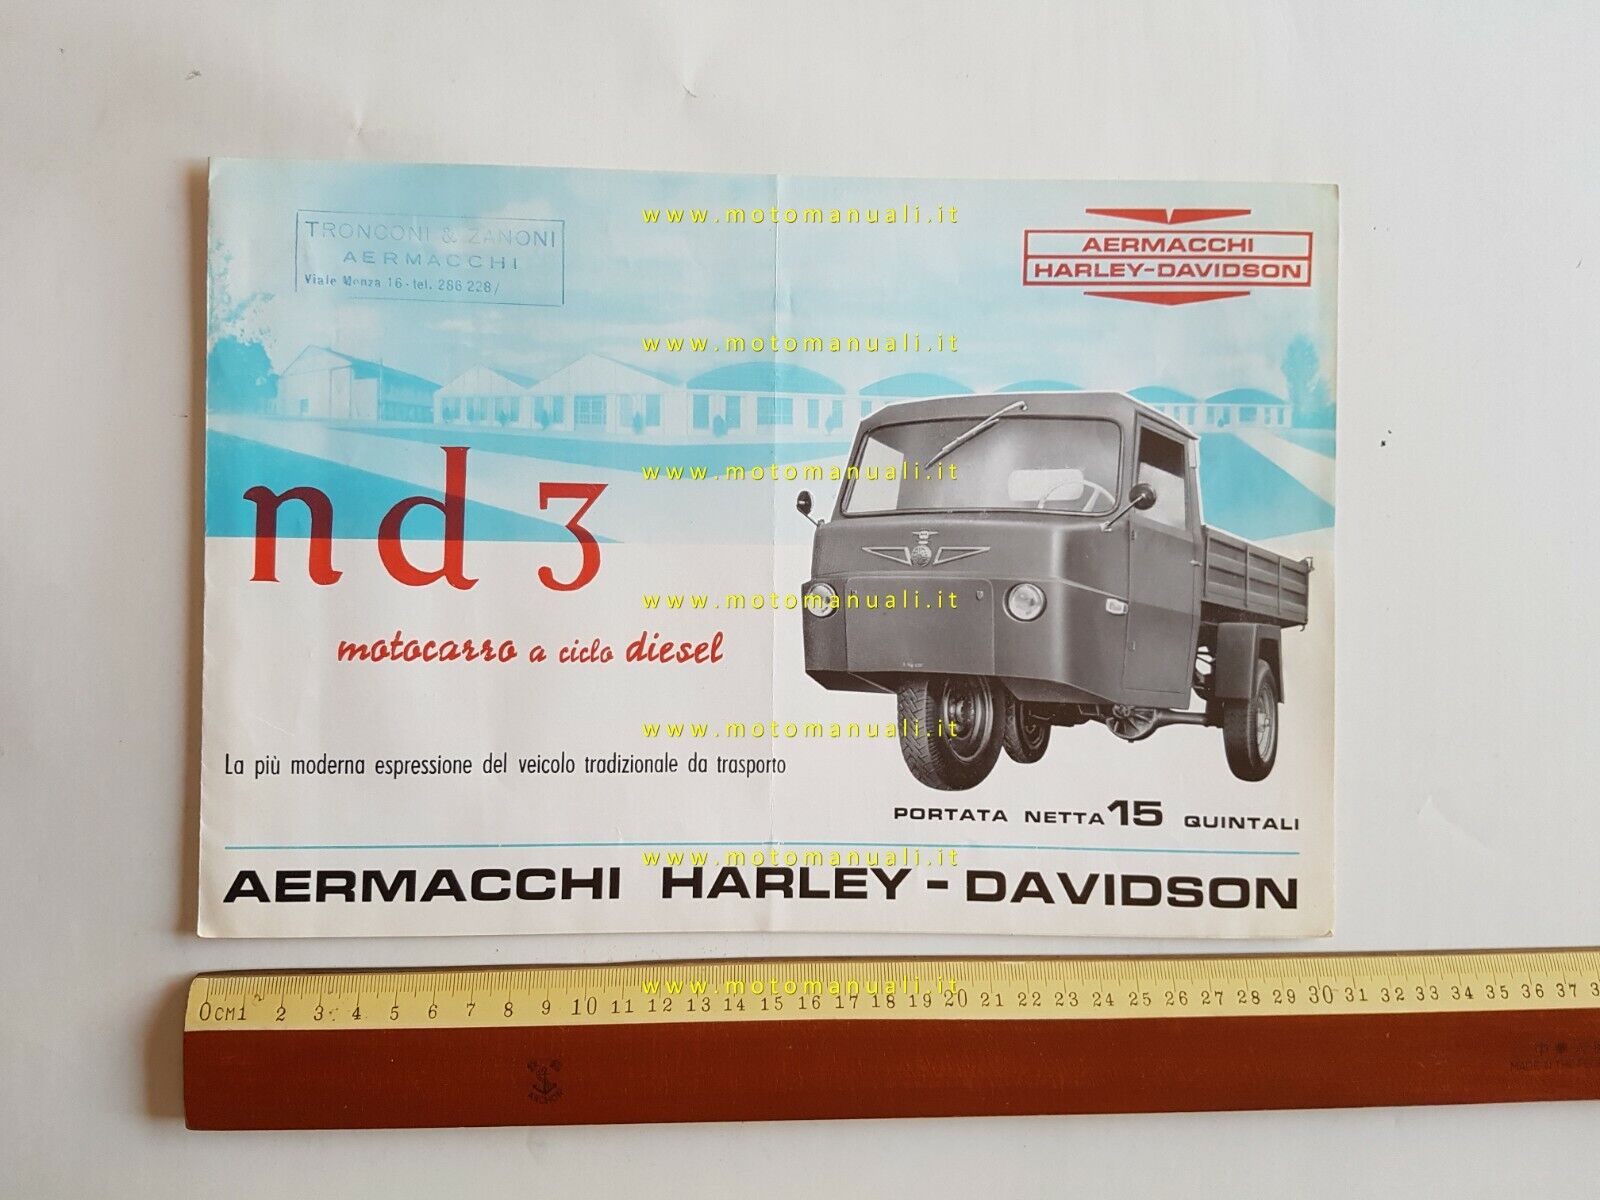 TRONCONI & ZANONI
AERMACCHI
Viale Monza 16 - tel. 286 228/
AERMACCHI
HARLEY-DAVIDSON
www.motomanuali.it
www.motomanuali.it
www.motomanuali.it
nd 3
www.motomanuali.it
motocarro a ciclo diesel
www.motomanuali.it
La più moderna espressione del veicolo tradizionale da trasporto
PORTATA NETTA 15 QUINTALI
www.motomanuali.it
AERMACCHI HARLEY-DAVIDSON
www.motomanuali.it
0 CM 1 2 3 4 5 6 7 8 9 10 11 12 13 14 15 16 17 18 19 20 21 22 23 24 25 26 27 28 29 30 31 32 33 34 35 36 37
ANCHOR
MADE IN THE